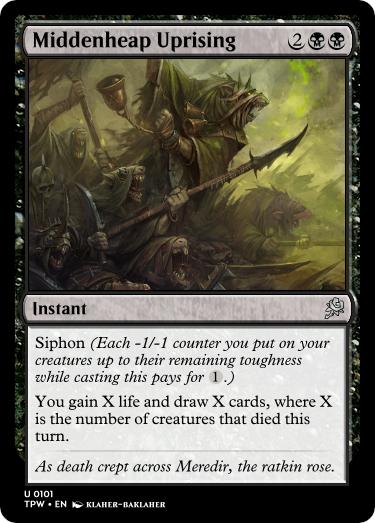 Middenheap Uprising 2
Instant
Siphon (Each -1/-1 counter you put on your
creatures up to their remaining toughness
while casting this pays for 1.)
You gain X life and draw X cards, where X
is the number of creatures that died this
turn.
As death crept across Meredir, the ratkin rose.
U 0101
TPW • EN KLAHER-BAKLAHER